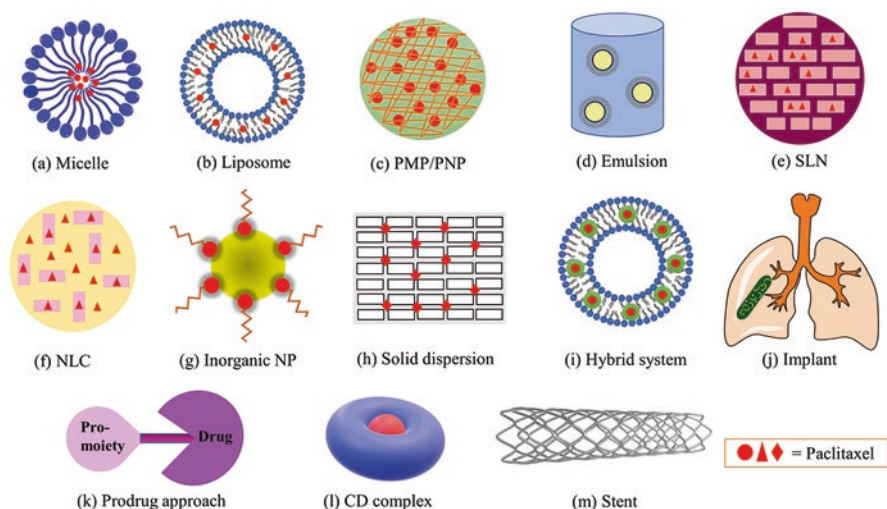 (a) Micelle
(b) Liposome
(c) PMP/PNP
(d) Emulsion
(e) SLN
(f) NLC
(g) Inorganic NP
(h) Solid dispersion
(i) Hybrid system
(j) Implant
Pro-
moiety
Drug
(k) Prodrug approach
(l) CD complex
(m) Stent
= Paclitaxel